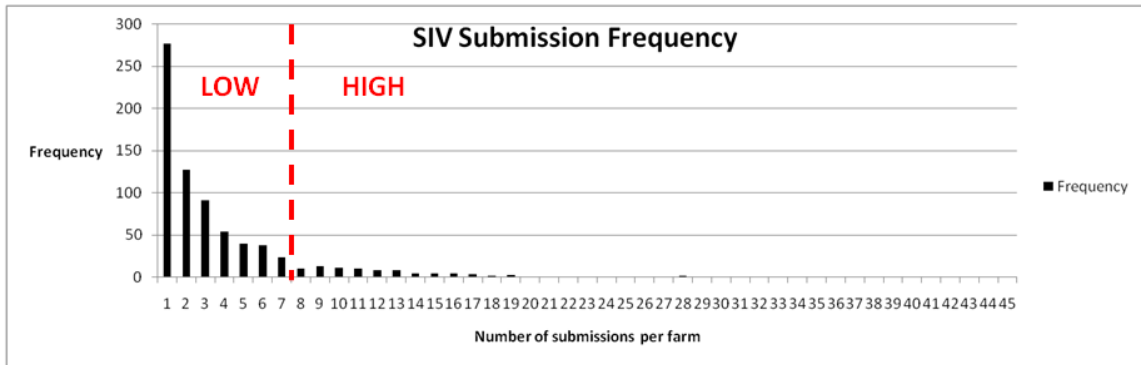 SIV Submission Frequency
LOW
HIGH
300
250
200
150
100
50
0
Frequency
Frequency
1 2 3 4 5 6 7 8 9 10 11 12 13 14 15 16 17 18 19 20 21 22 23 24 25 26 27 28 29 30 31 32 33 34 35 36 37 38 39 40 41 42 43 44 45
Number of submissions per farm